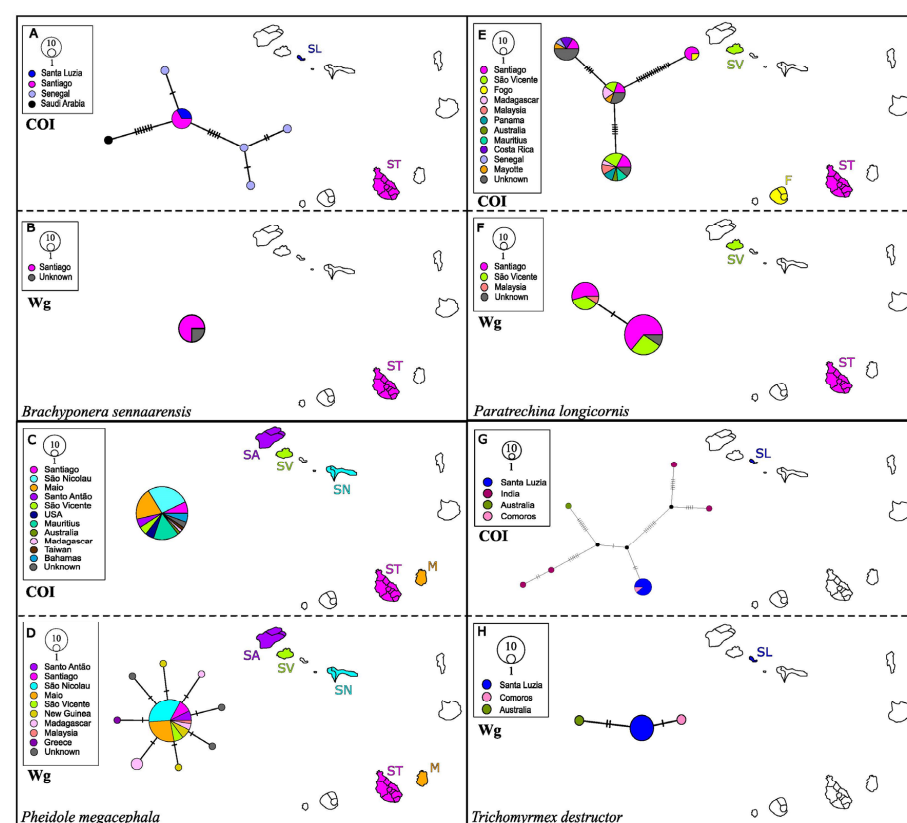 A
10
1
Santa Luzia
Santiago
Senegal
Saudi Arabia
COI
SL
ST
B
10
1
Santiago
Unknown
Wg
ST
Brachyponera sennaarensis
C
10
1
Santiago
São Nicolau
Maio
Santo Antão
São Vicente
USA
Mauritius
Australia
Madagascar
Taiwan
Bahamas
Unknown
COI
SA
SV
SN
ST
M
D
10
1
Santo Antão
Santiago
São Nicolau
Maio
São Vicente
New Guinea
Madagascar
Malaysia
Greece
Unknown
Wg
SA
SV
SN
ST
M
Pheidole megacephala
E
10
1
Santiago
São Vicente
Fogo
Madagascar
Malaysia
Panama
Australia
Mauritius
Costa Rica
Senegal
Mayotte
Unknown
COI
SV
F
ST
F
10
1
Santiago
São Vicente
Malaysia
Unknown
Wg
SV
ST
Paratrechina longicornis
G
10
1
Santa Luzia
India
Australia
Comoros
COI
SL
H
10
1
Santa Luzia
Comoros
Australia
Wg
SL
Trichomyrmex destructor